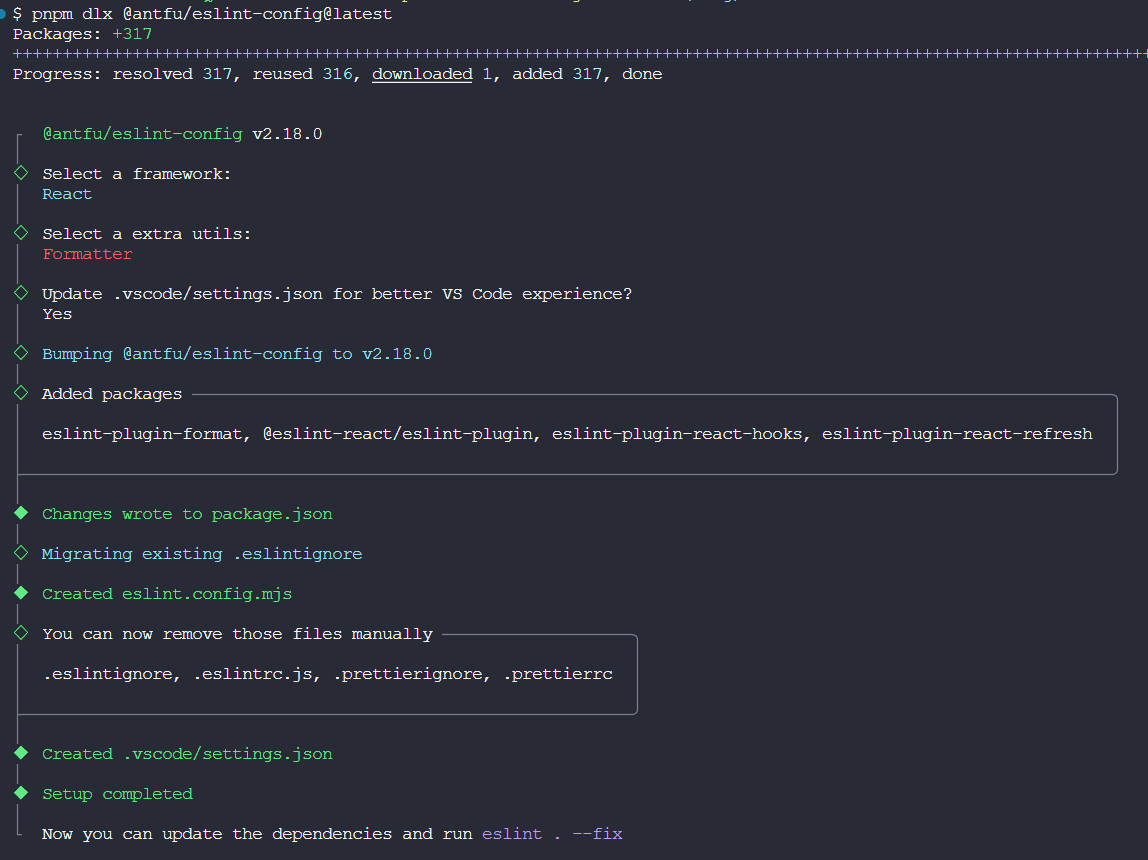 $ pnpm dlx @antfu/eslint-config@latest
Packages: +317
++++++++++++++++++++++++++++++++++++++++++++++++++++++++++++++++++++++++++++++++++++++++++++++++++++++++++++++++++
Progress: resolved 317, reused 316, downloaded 1, added 317, done
@antfu/eslint-config v2.18.0
Select a framework:
React
Select a extra utils:
Formatter
Update .vscode/settings.json for better VS Code experience?
Yes
Bumping @antfu/eslint-config to v2.18.0
Added packages
eslint-plugin-format, @eslint-react/eslint-plugin, eslint-plugin-react-hooks, eslint-plugin-react-refresh
Changes wrote to package.json
Migrating existing .eslintignore
Created eslint.config.mjs
You can now remove those files manually
.eslintignore, .eslintrc.js, .prettierignore, .prettierrc
Created .vscode/settings.json
Setup completed
Now you can update the dependencies and run eslint . --fix